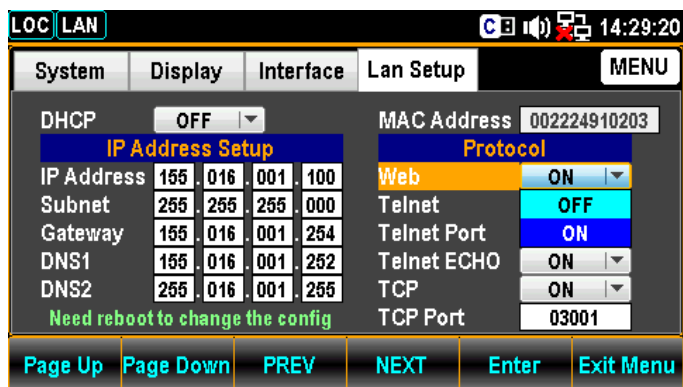 LOC LAN C 14:29:20
System Display Interface Lan Setup MENU
DHCP OFF
IP Address Setup
IP Address 155 . 016 . 001 . 100
Subnet 255 . 255 . 255 . 000
Gateway 155 . 016 . 001 . 254
DNS1 155 . 016 . 001 . 252
DNS2 255 . 016 . 001 . 255
Need reboot to change the config
MAC Address 002224910203
Protocol
Web ON
Telnet OFF
Telnet Port ON
Telnet ECHO ON
TCP ON
TCP Port 03001
Page Up Page Down PREV NEXT Enter Exit Menu